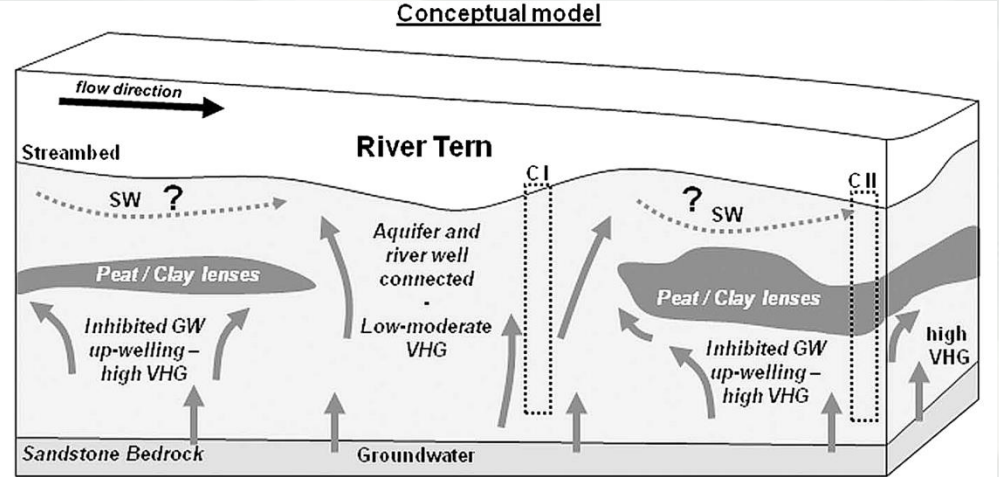 Conceptual model
flow direction
River Tern
Streambed
C I
C II
SW ?
? SW
Aquifer and
river well
connected
-
Low-moderate
VHG
Peat / Clay lenses
Peat / Clay lenses
Inhibited GW
up-welling –
high VHG
Inhibited GW
up-welling –
high VHG
high
VHG
Sandstone Bedrock
Groundwater